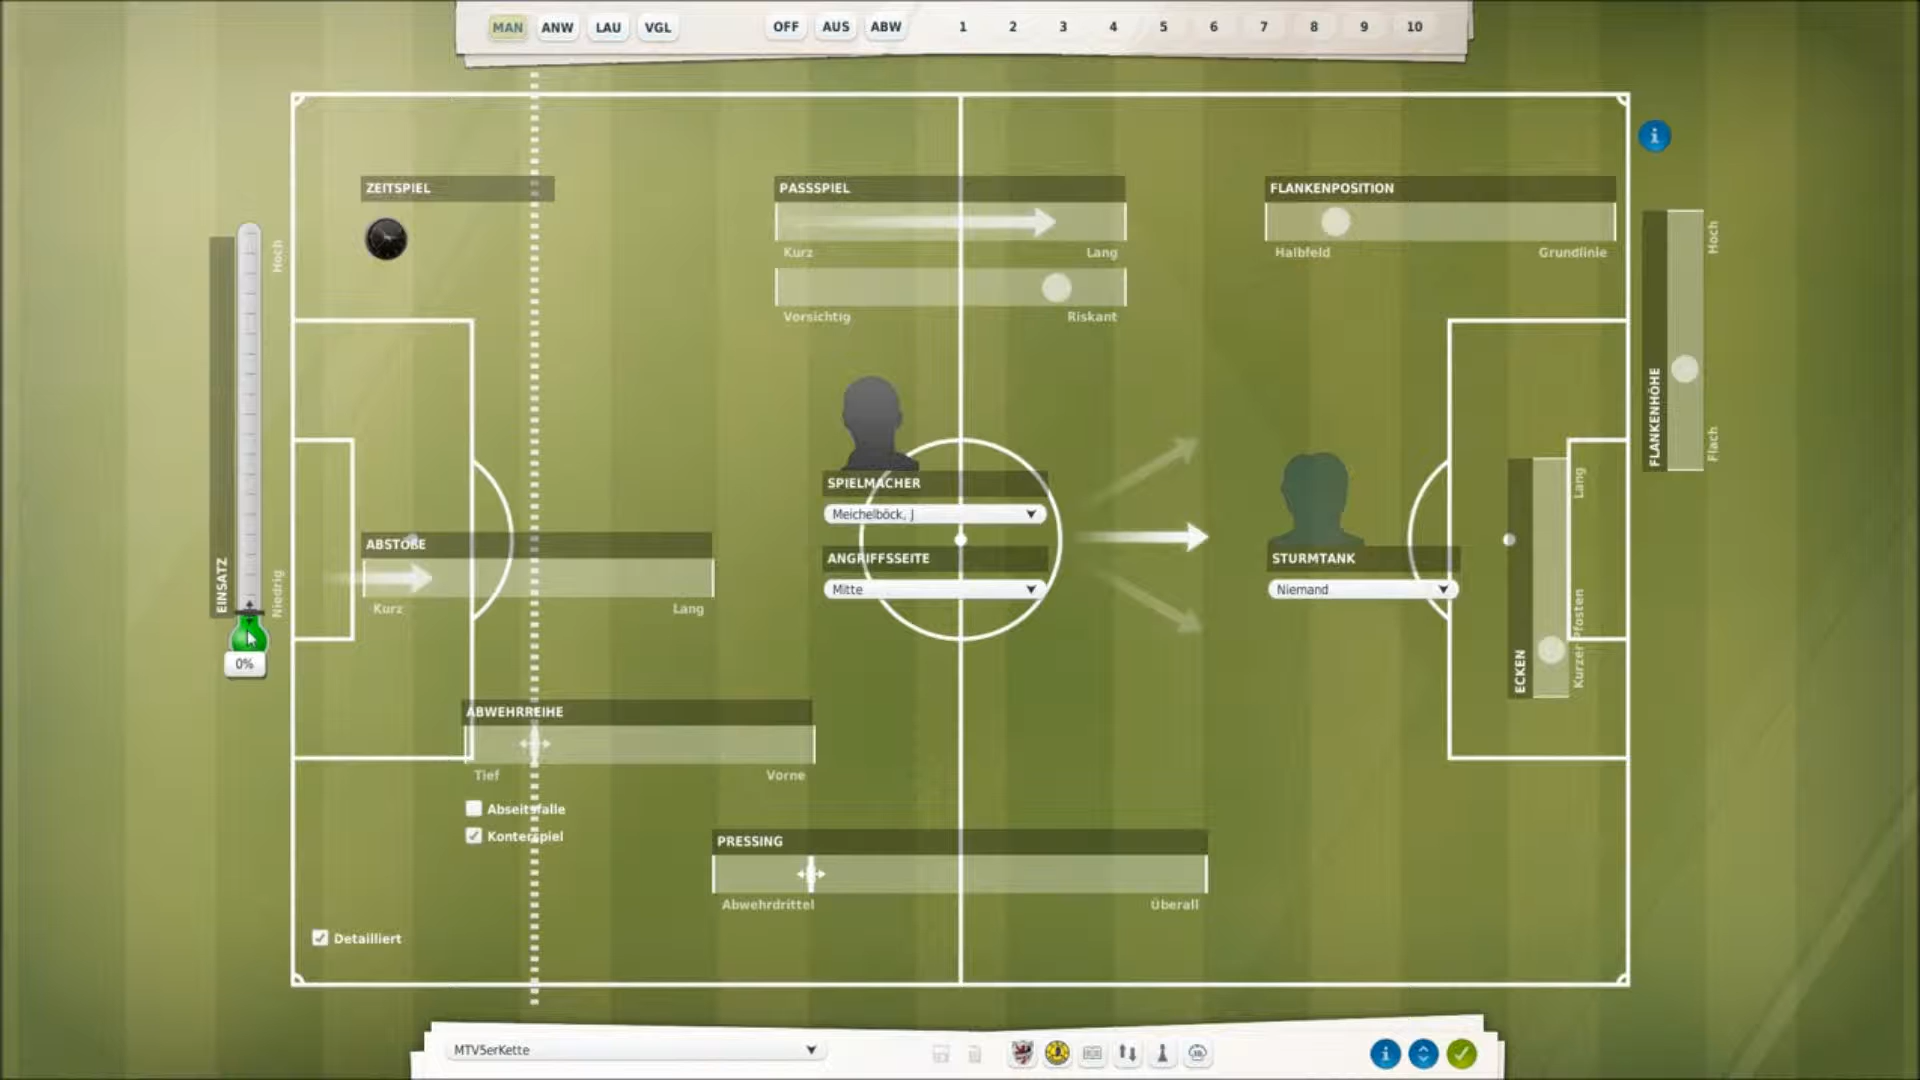 MAN ANW LAU VGL OFF AUS ABW 1 2 3 4 5 6 7 8 9 10
ZEITSPIEL
PASSSPIEL
Kurz Lang
Vorsichtig Riskant
FLANKENPOSITION
Halbfeld Grundlinie
FLANKENHÖHE
Hoch
Flach
EINSATZ
Hoch
Niedrig
0%
SPIELMACHER
Meichelböck, J
ANGRIFFSSEITE
Mitte
STURMTANK
Niemand
ABSTÖßE
Kurz Lang
ECKEN
Lang
Kurzer Pfosten
ABWEHRREIHE
Tief Vorne
Abseitsfalle
Konterspiel
PRESSING
Abwehrdrittel Überall
Detailliert
MTV5erKette